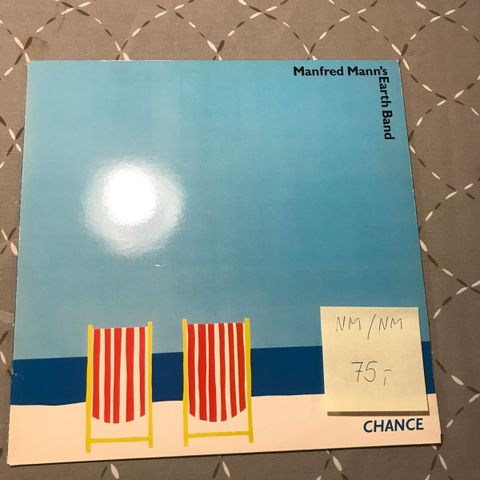 Manfred Mann's
Earth Band
NM/NM
75,-
CHANCE